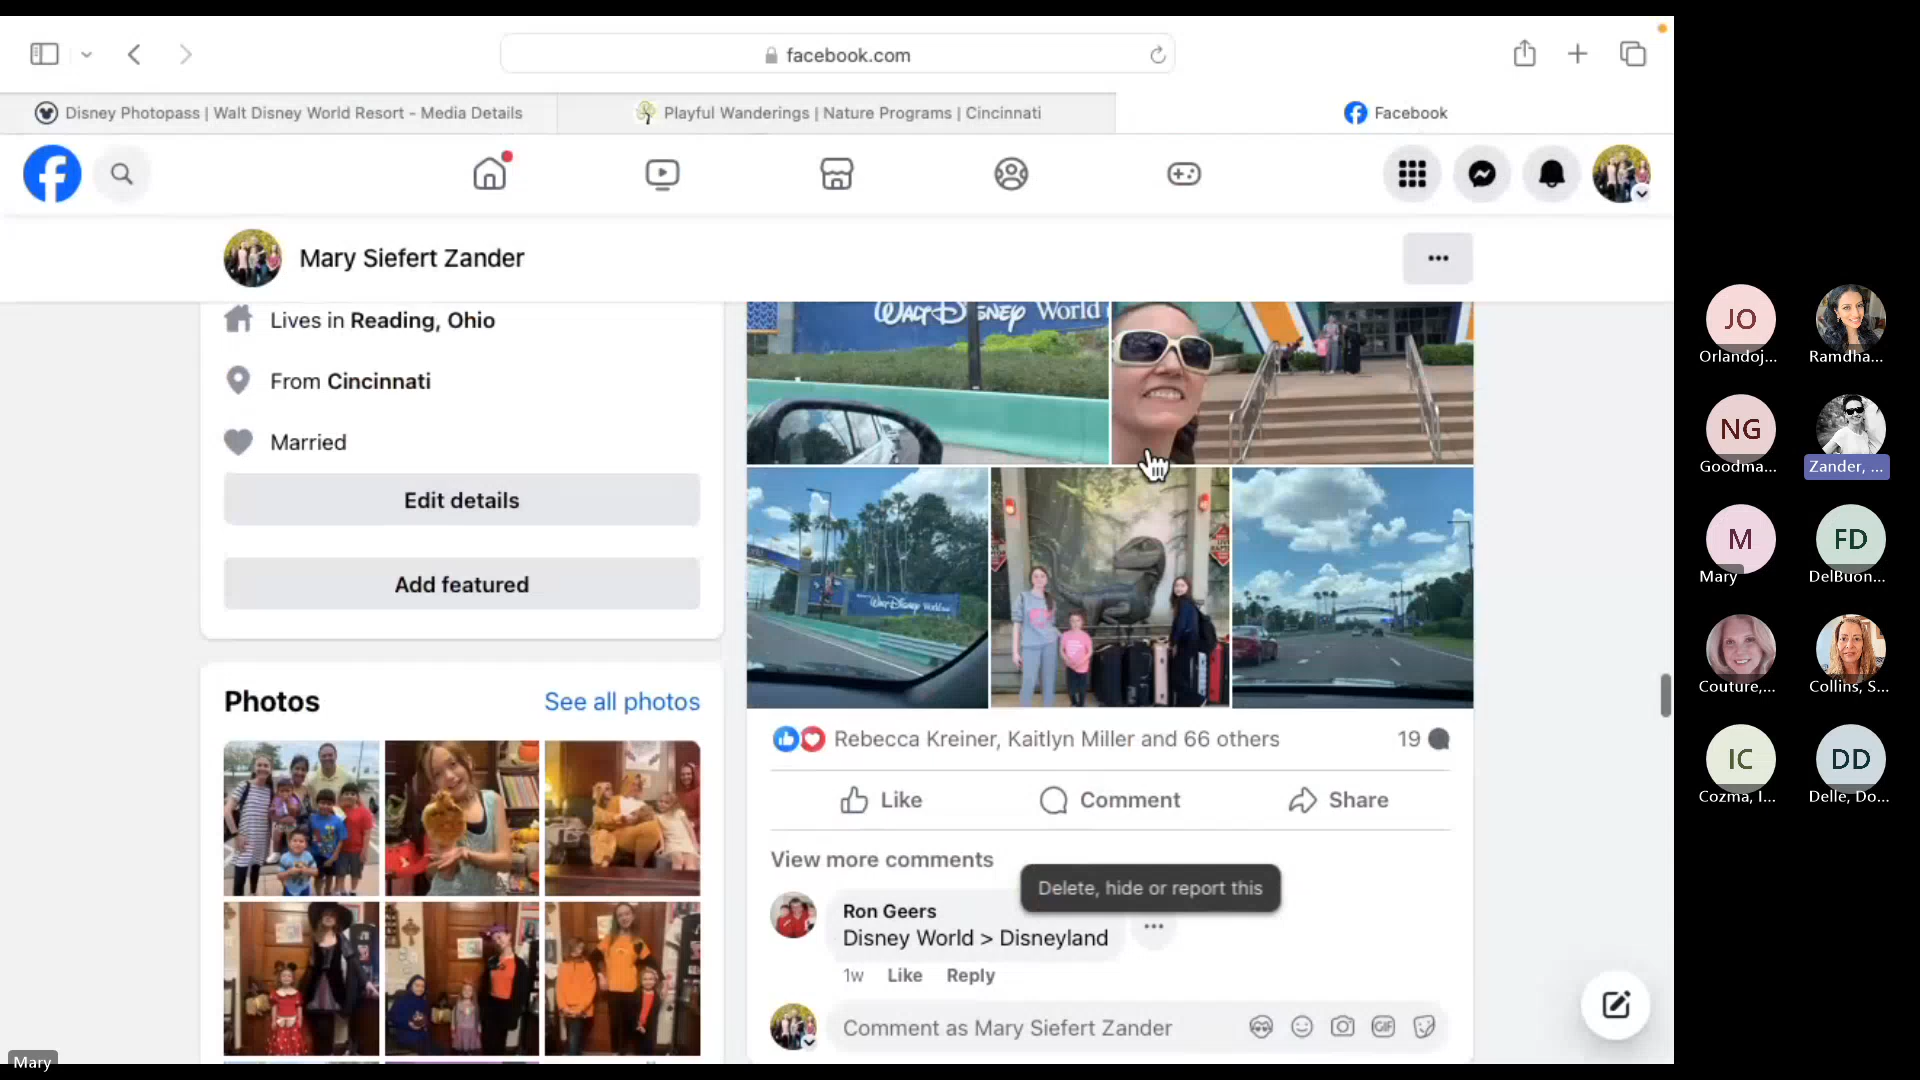 facebook.com
Disney Photopass | Walt Disney World Resort - Media Details
Playful Wanderings | Nature Programs | Cincinnati
Facebook
Mary Siefert Zander
Lives in Reading, Ohio
From Cincinnati
Married
Edit details
Add featured
Photos
See all photos
WALT DISNEY World
Walt Disney World
Rebecca Kreiner, Kaitlyn Miller and 66 others
19
Like
Comment
Share
View more comments
Delete, hide or report this
Ron Geers
Disney World > Disneyland
1w
Like
Reply
Comment as Mary Siefert Zander
GIF
JO
Orlandoj...
Ramdha...
NG
Goodma...
Zander, ...
M
Mary
FD
DelBuon...
Couture,...
Collins, S...
IC
Cozma, I...
DD
Delle, Do...
Mary